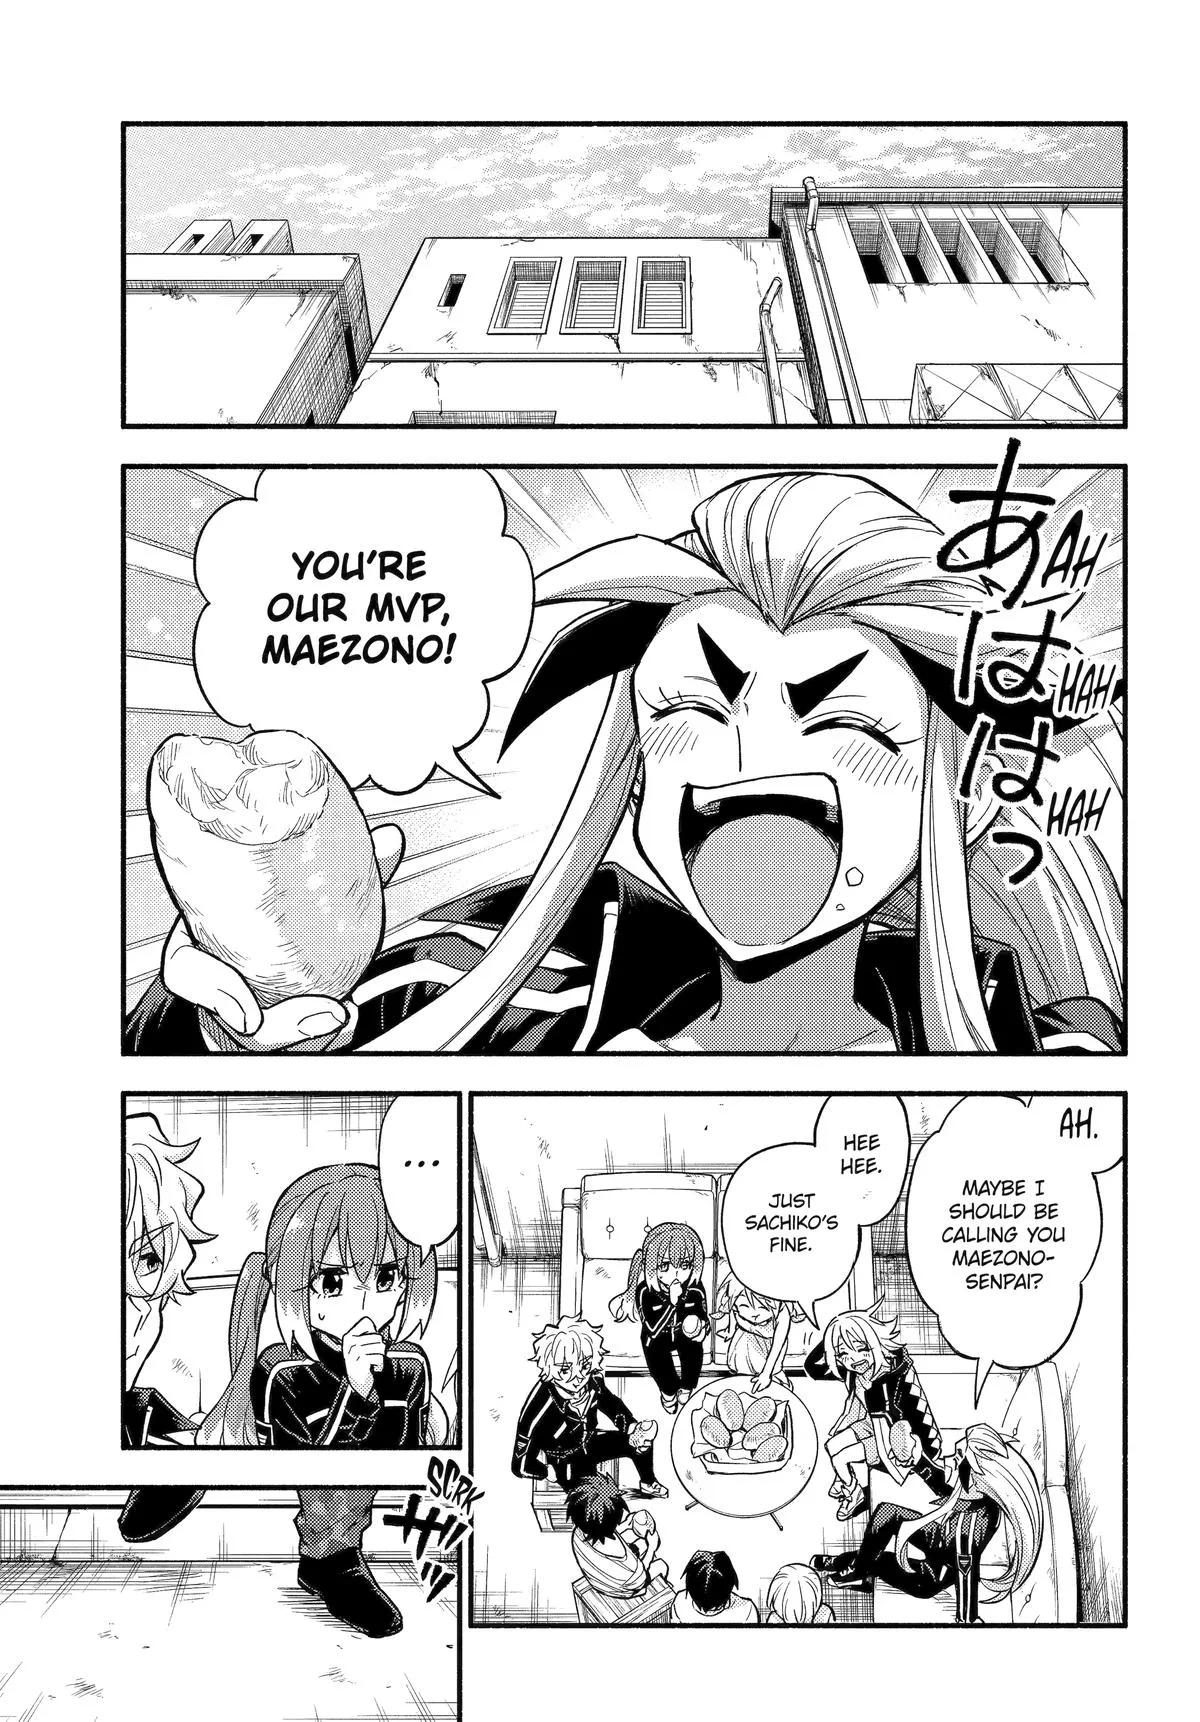 YOU'RE
OUR MVP,
MAEZONO!
あははっ
AH
HAH
HAH
AH.
MAYBE I
SHOULD BE
CALLING YOU
MAEZONO-
SENPAI?
HEE
HEE.
JUST
SACHIKO'S
FINE.
...
SCRK
ザッ